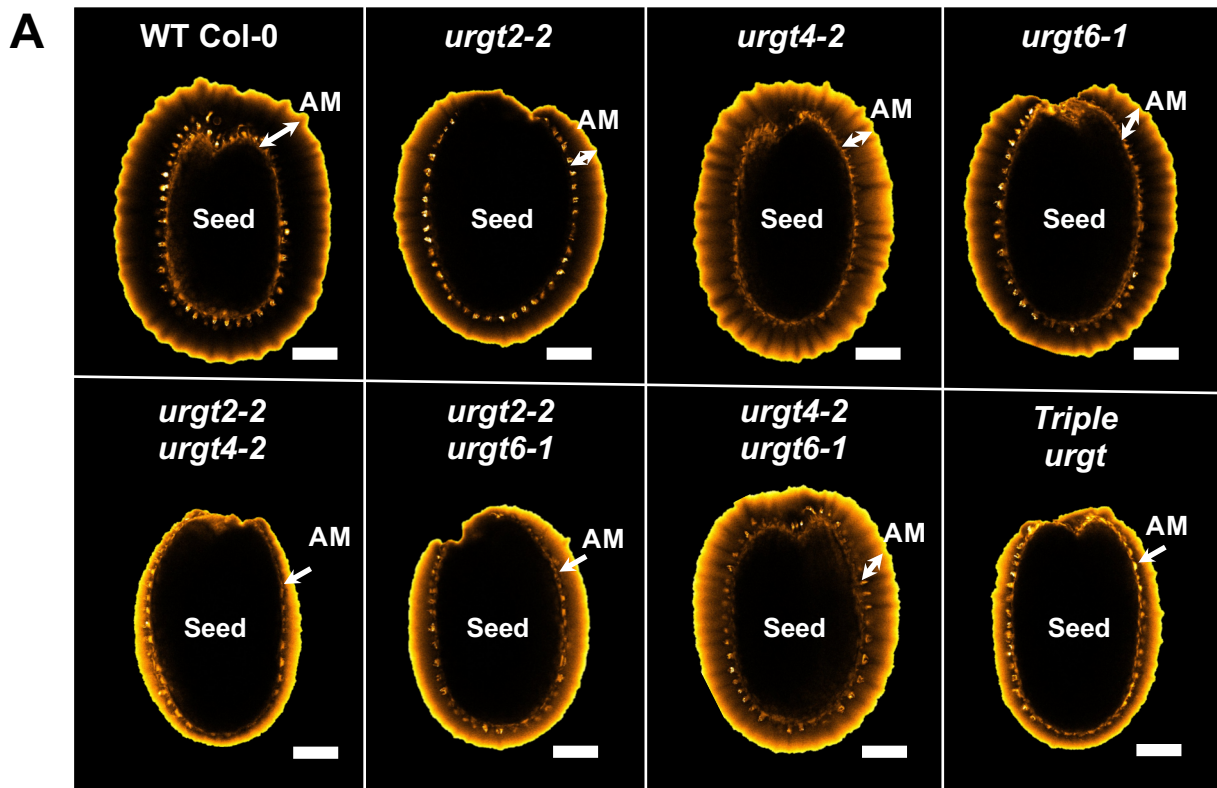 A
WT Col-0
AM
Seed
urgt2-2
AM
urgt4-2
AM
Seed
urgt6-1
AM
Seed
urgt2-2
urgt4-2
AM
Seed
urgt2-2
urgt6-1
AM
Seed
urgt4-2
urgt6-1
AM
Seed
Triple
urgt
AM
Seed